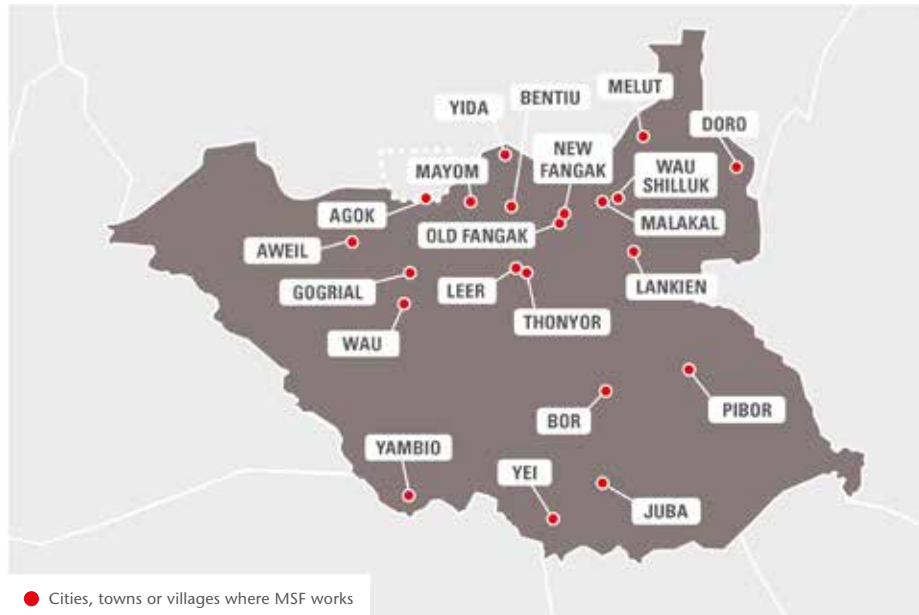 MELUT
YIDA
BENTIU
DORO
NEW
FANGAK
MAYOM
WAU
SHILLUK
AGOK
MALAKAL
OLD FANGAK
AWEIL
GOGRIAL
LEER
LANKIEN
THONYOR
WAU
BOR
PIBOR
YAMBIO
YEI
JUBA
Cities, towns or villages where MSF works